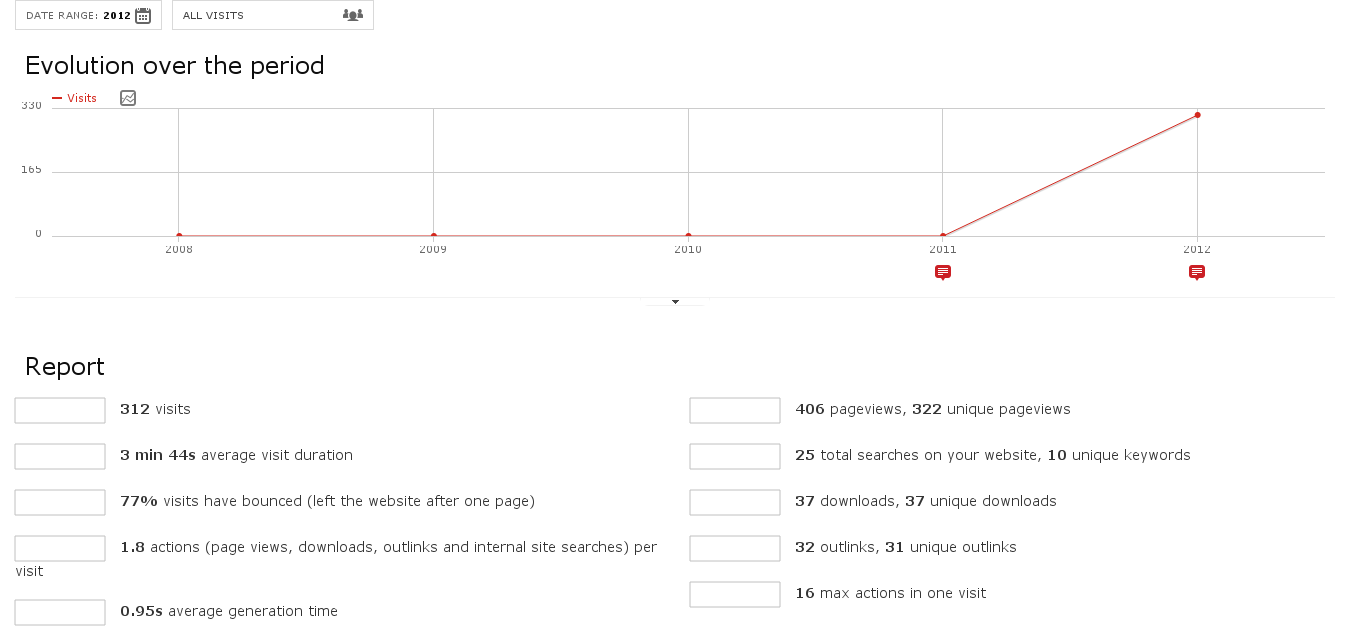 DATE RANGE: 2012
ALL VISITS
Evolution over the period
Visits
330
165
0
2008 2009 2010 2011 2012
Report
312 visits
3 min 44s average visit duration
77% visits have bounced (left the website after one page)
1.8 actions (page views, downloads, outlinks and internal site searches) per
visit
0.95s average generation time
406 pageviews, 322 unique pageviews
25 total searches on your website, 10 unique keywords
37 downloads, 37 unique downloads
32 outlinks, 31 unique outlinks
16 max actions in one visit